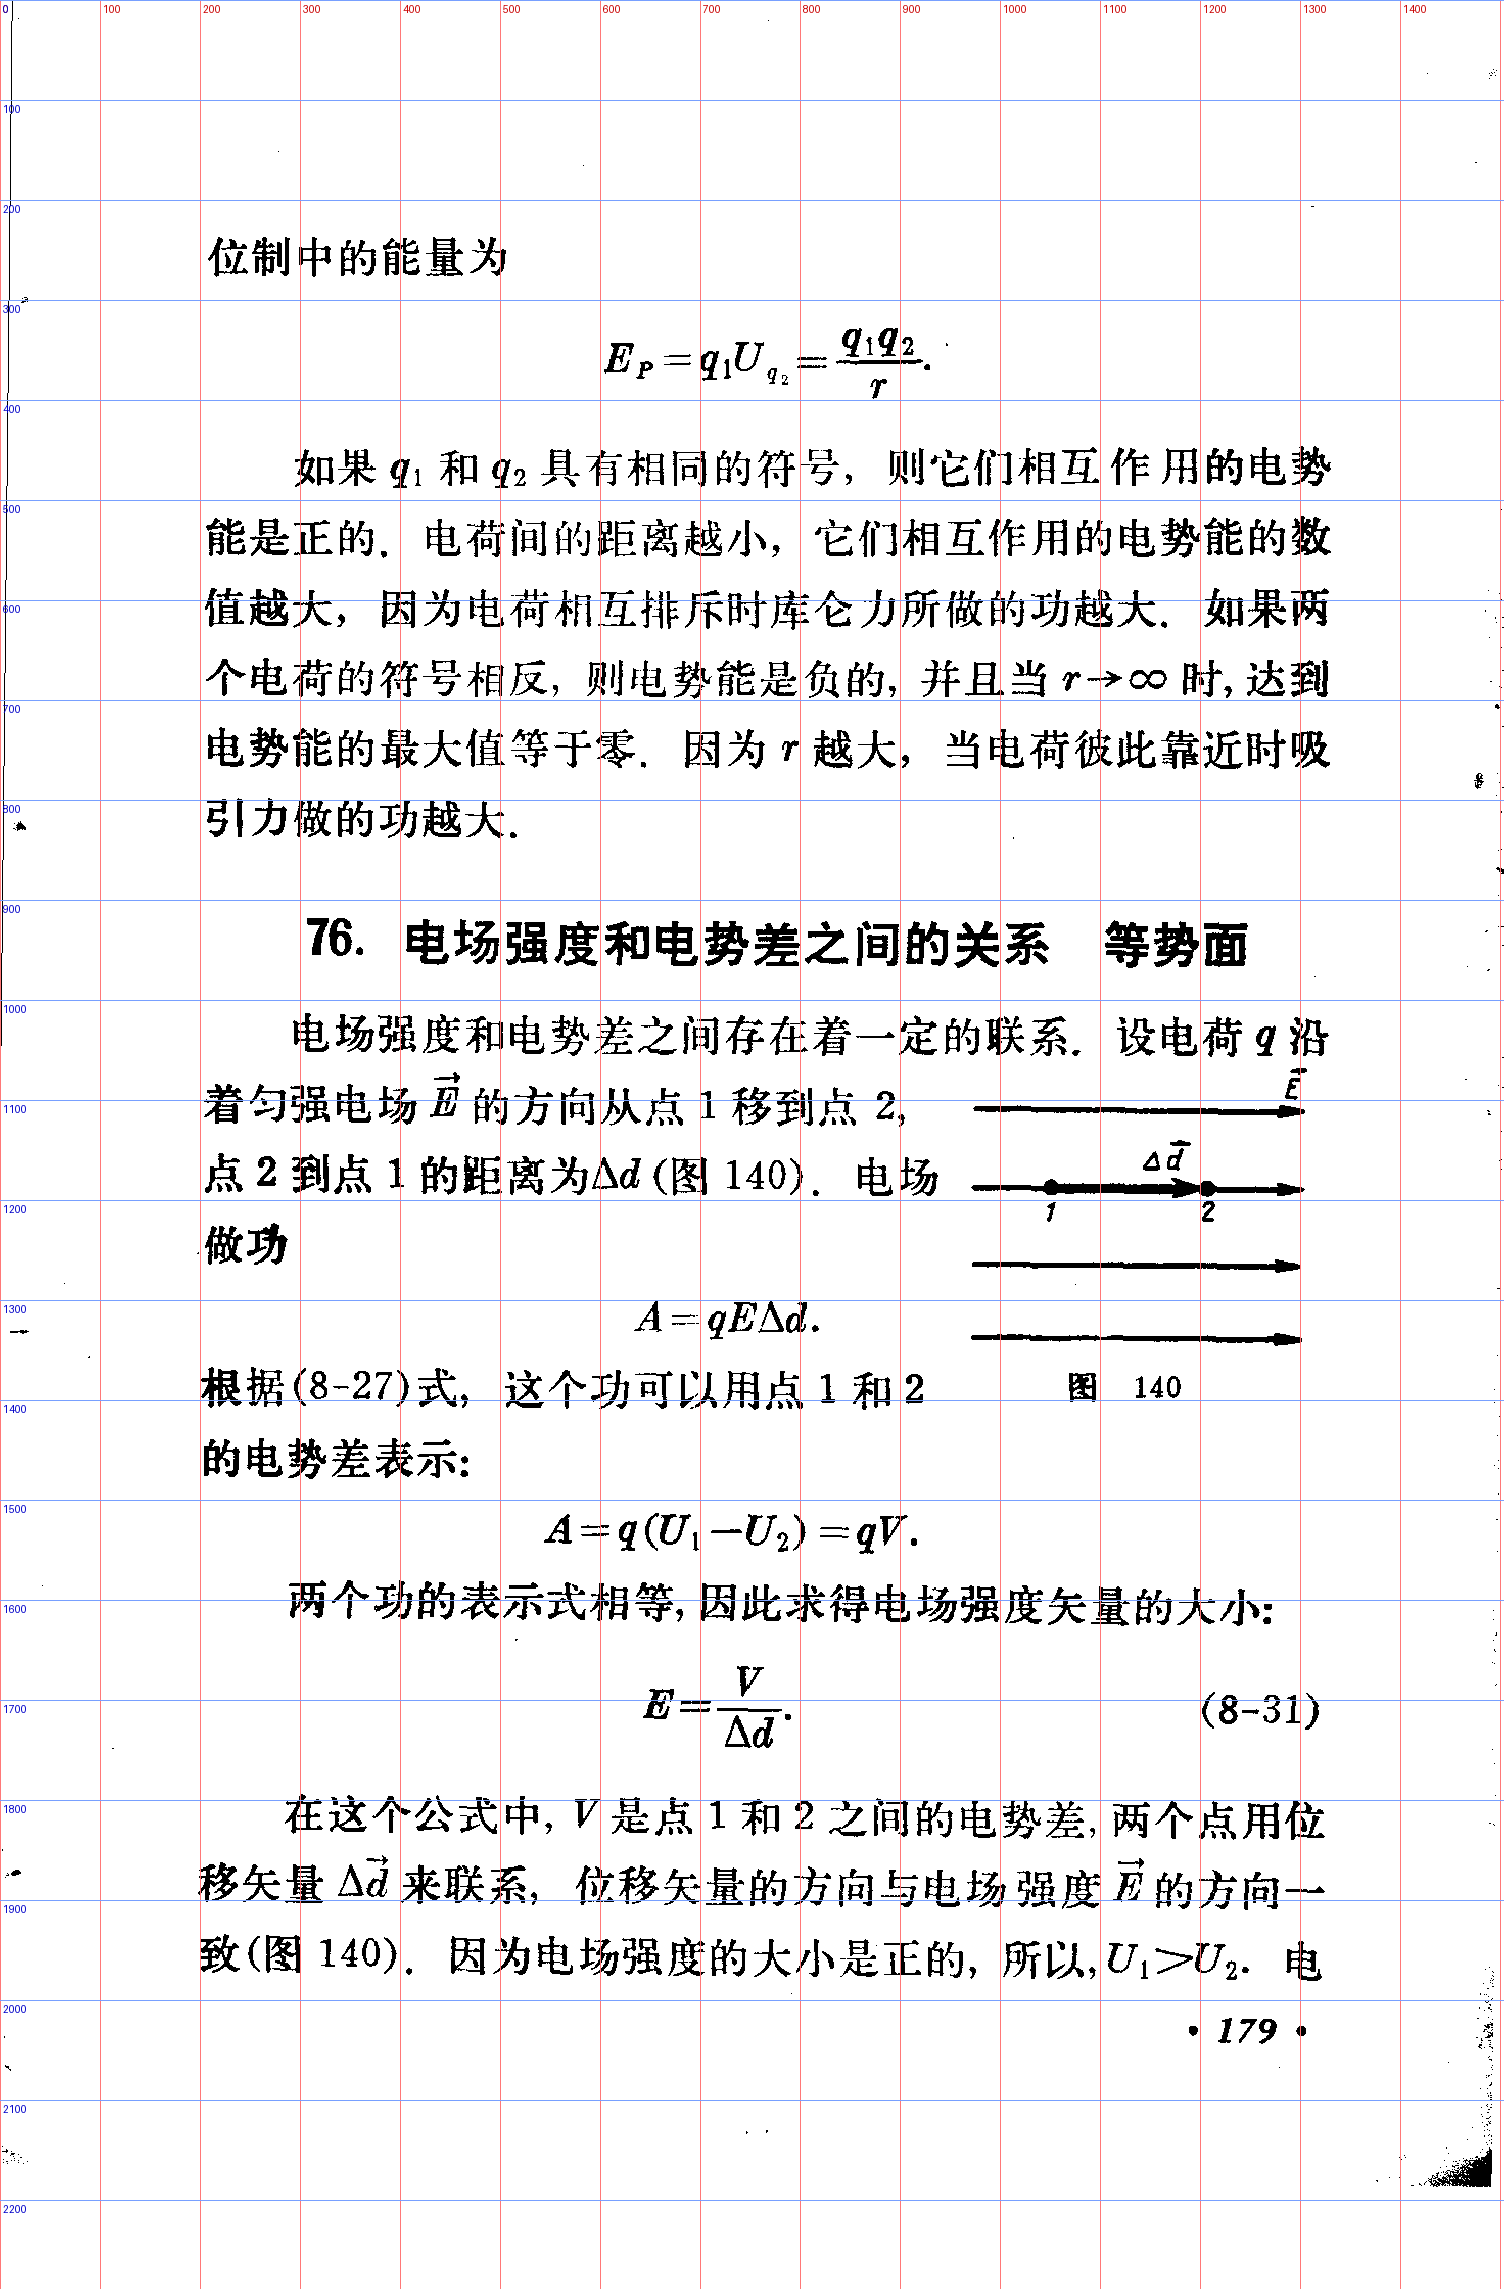 位制中的能量为
E_P=q_1U_{q_2}=\frac{q_1q_2}{r}.
如果 q_1 和 q_2 具有相同的符号，则它们相互作用的电势
能是正的．电荷间的距离越小，它们相互作用的电势能的数
值越大，因为电荷相互排斥时库仑力所做的功越大．如果两
个电荷的符号相反，则电势能是负的，并且当 r→∞ 时，达到
电势能的最大值等于零．因为 r 越大，当电荷彼此靠近时吸
引力做的功越大．
76. 电场强度和电势差之间的关系 等势面
电场强度和电势差之间存在着一定的联系．设电荷 q 沿
着匀强电场 \vec{E} 的方向从点 1 移到点 2，
点 2 到点 1 的距离为Δd (图 140)．电场
做功
A=qEΔd.
根据(8-27)式，这个功可以用点 1 和 2
的电势差表示：
\vec{E}
Δ\vec{d}
1 2
图 140
A=q(U_1-U_2)=qV.
两个功的表示式相等，因此求得电场强度矢量的大小：
E=\frac{V}{Δd}. (8-31)
在这个公式中，V 是点 1 和 2 之间的电势差，两个点用位
移矢量 Δ\vec{d} 来联系，位移矢量的方向与电场强度 \vec{E} 的方向一
致(图 140)．因为电场强度的大小是正的，所以，U_1>U_2．电
• 179 •